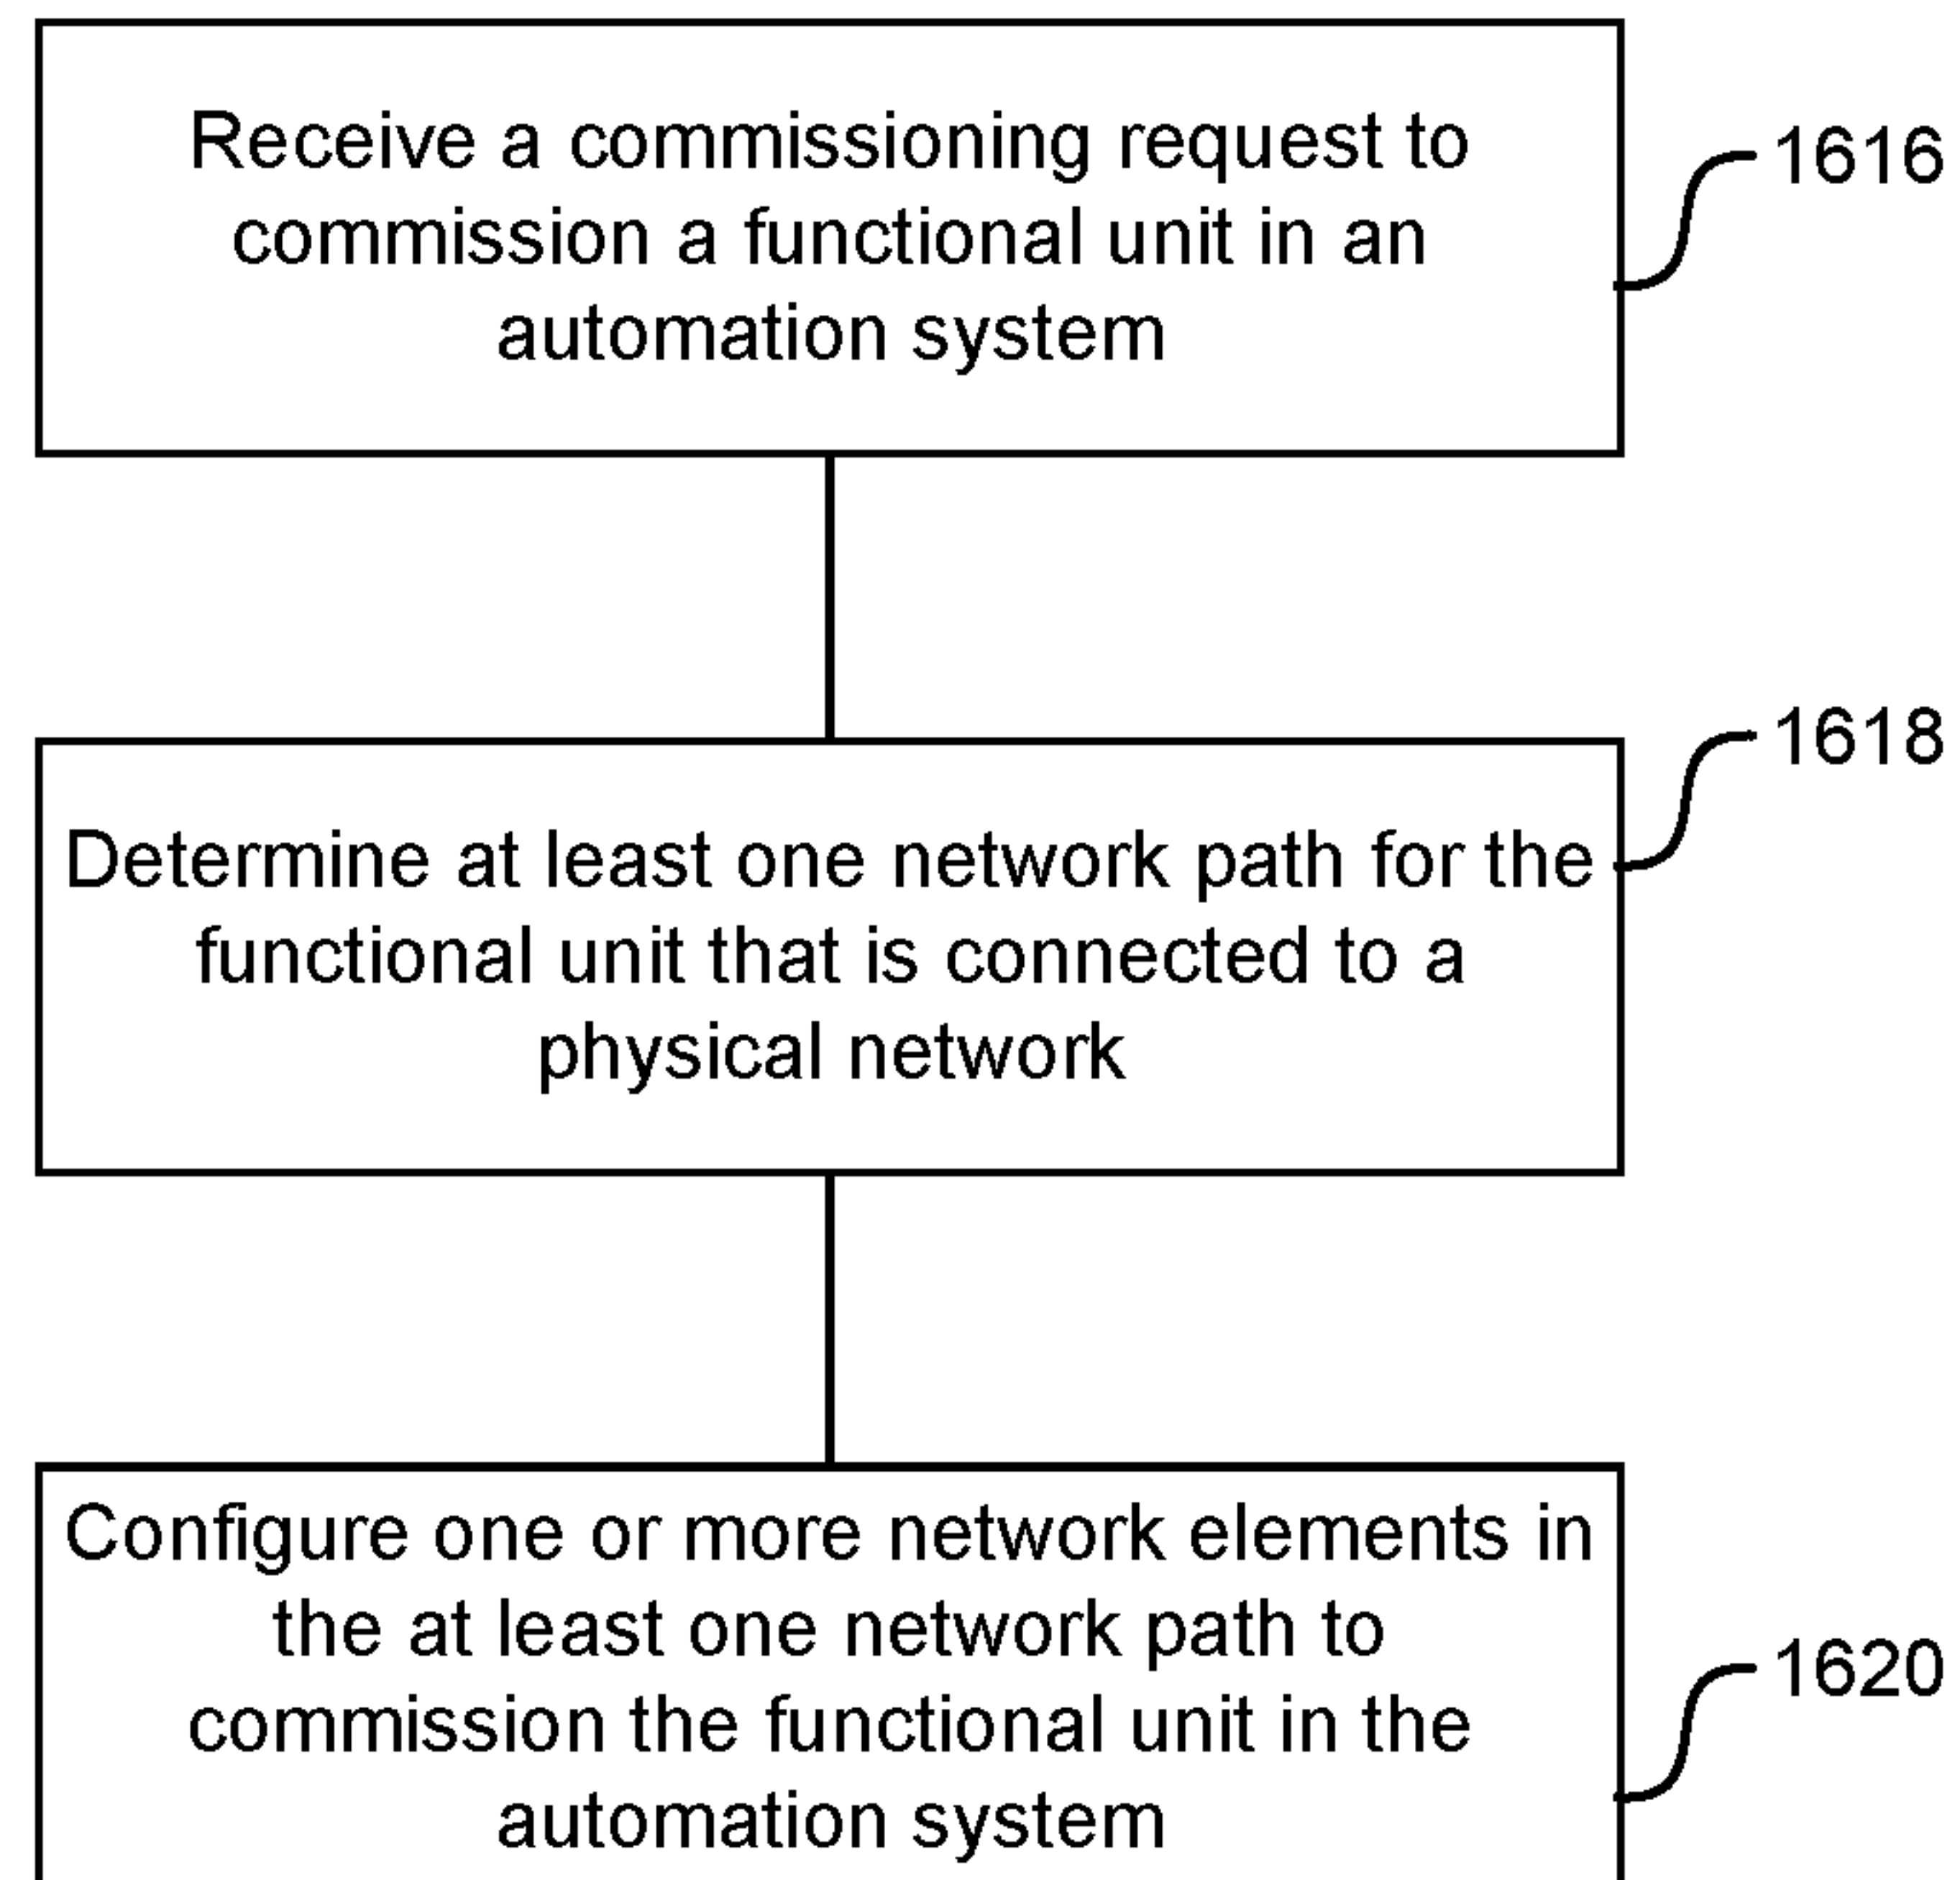 Receive a commissioning request to
commission a functional unit in an
automation system
1616
Determine at least one network path for the
functional unit that is connected to a
physical network
1618
Configure one or more network elements in
the at least one network path to
commission the functional unit in the
automation system
1620